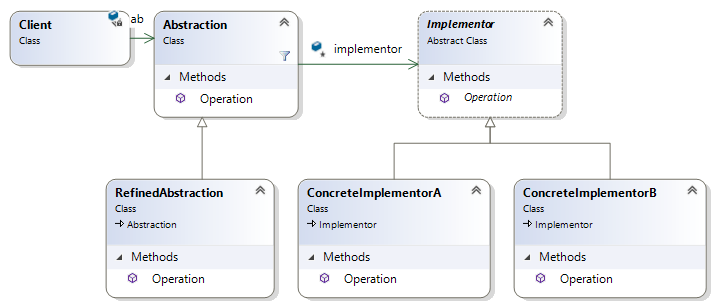 Client
Class
ab
Abstraction
Class
Methods
Operation
implementor
Implementor
Abstract Class
Methods
Operation
RefinedAbstraction
Class
Abstraction
Methods
Operation
ConcreteImplementorA
Class
Implementor
Methods
Operation
ConcreteImplementorB
Class
Implementor
Methods
Operation